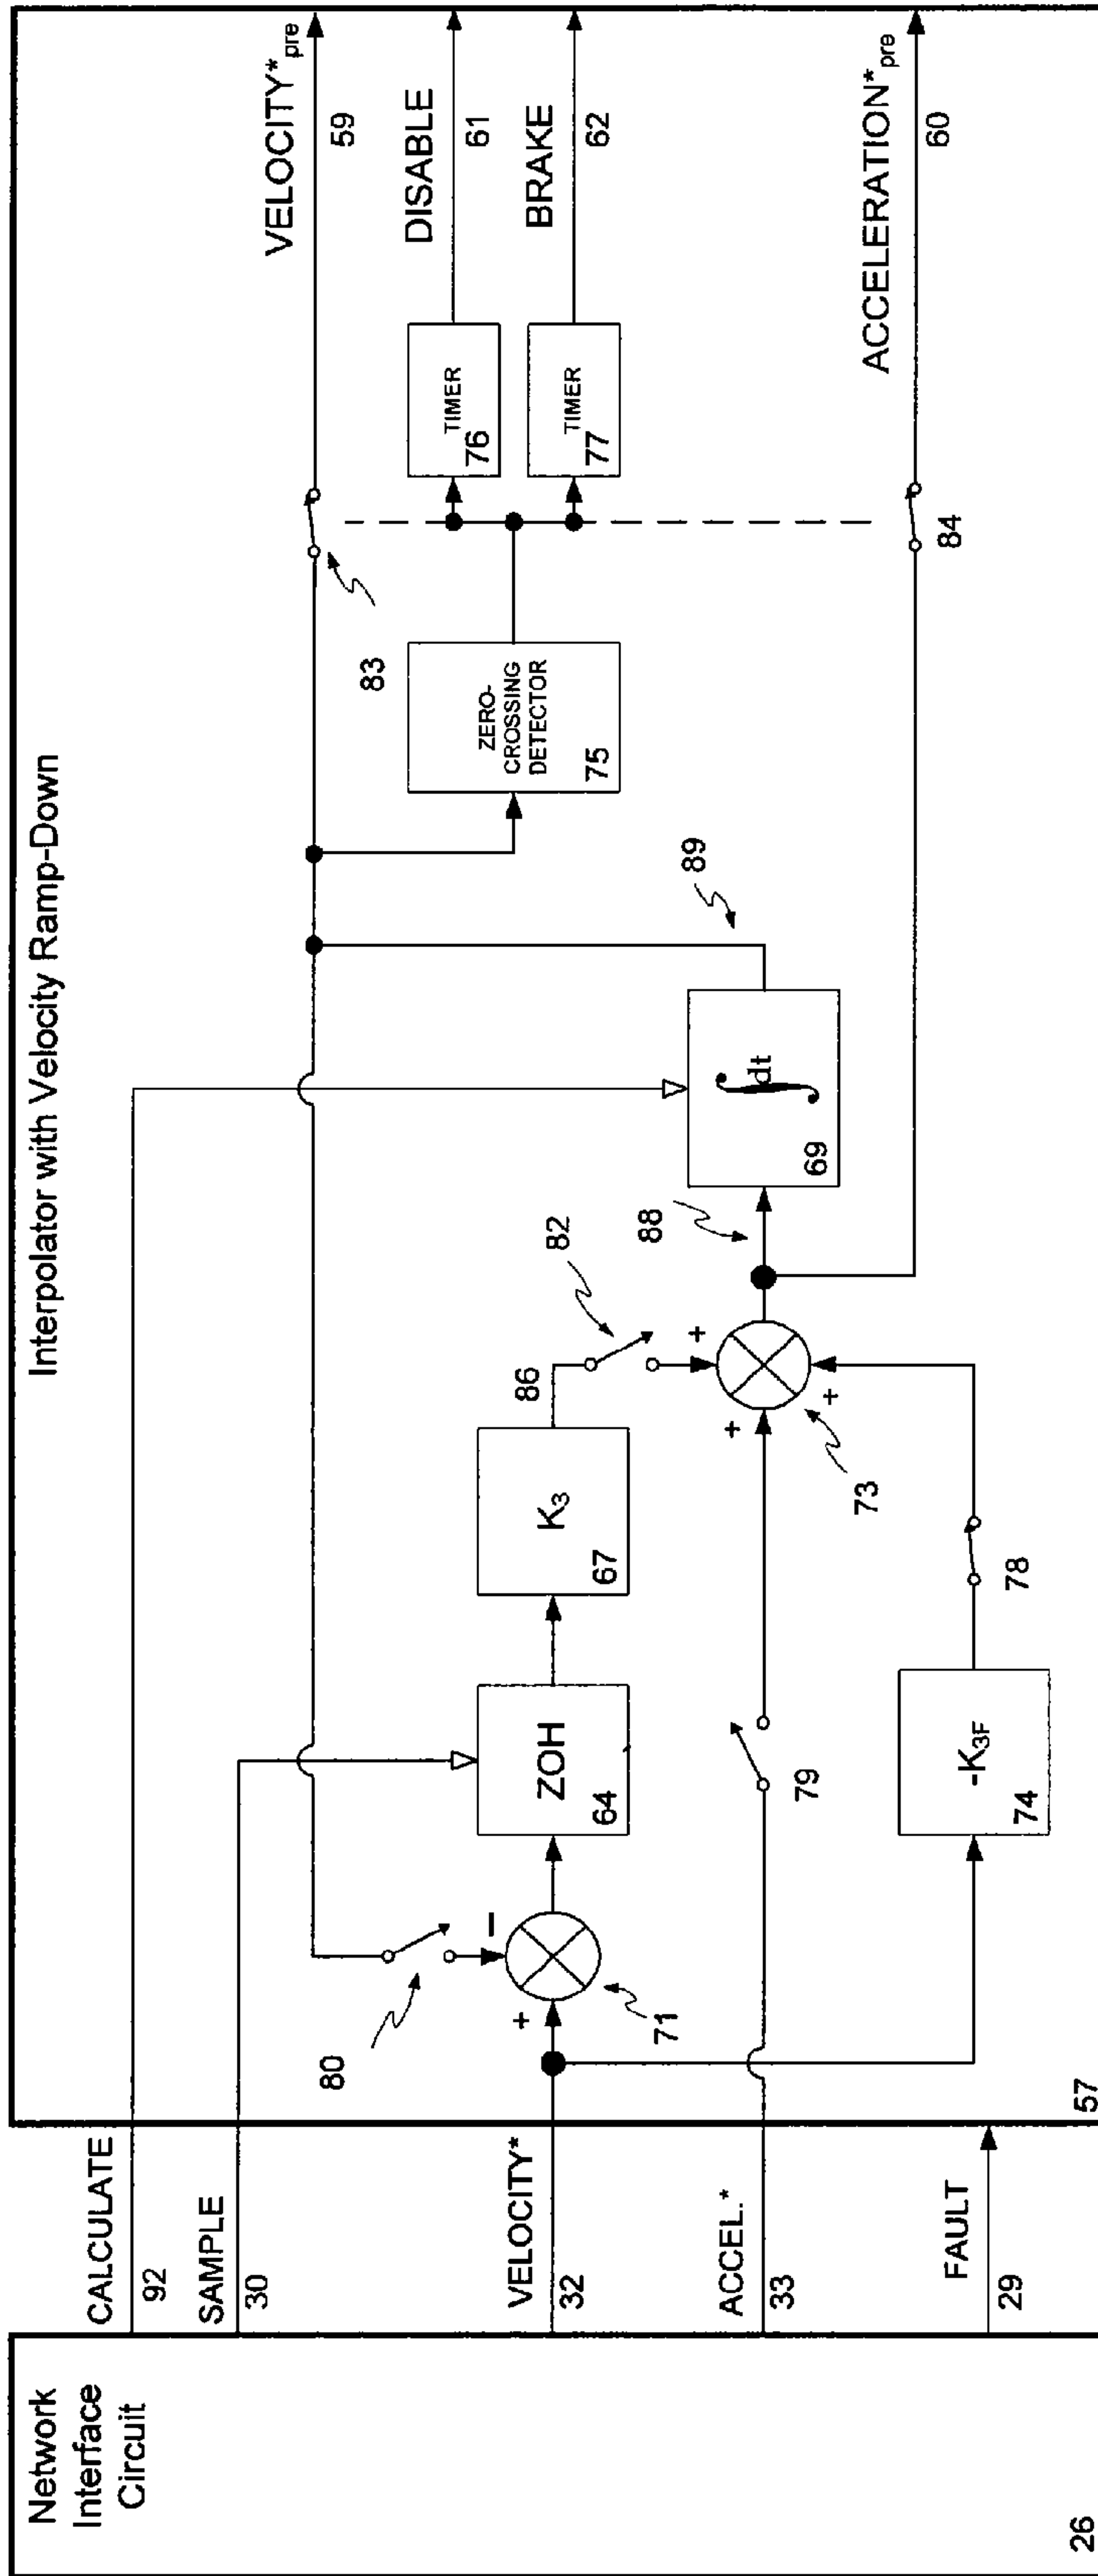 Network
Interface
Circuit
26
CALCULATE
92
SAMPLE
30
VELOCITY*
32
ACCEL.*
33
FAULT
29
Interpolator with Velocity Ramp-Down
57
80
+
−
71
ZOH
64
K3
67
86
82
79
-K3F
74
78
+
+
+
73
88
∫dt
69
89
ZERO-
CROSSING
DETECTOR
75
83
TIMER
76
TIMER
77
84
VELOCITY*pre
59
DISABLE
61
BRAKE
62
ACCELERATION*pre
60